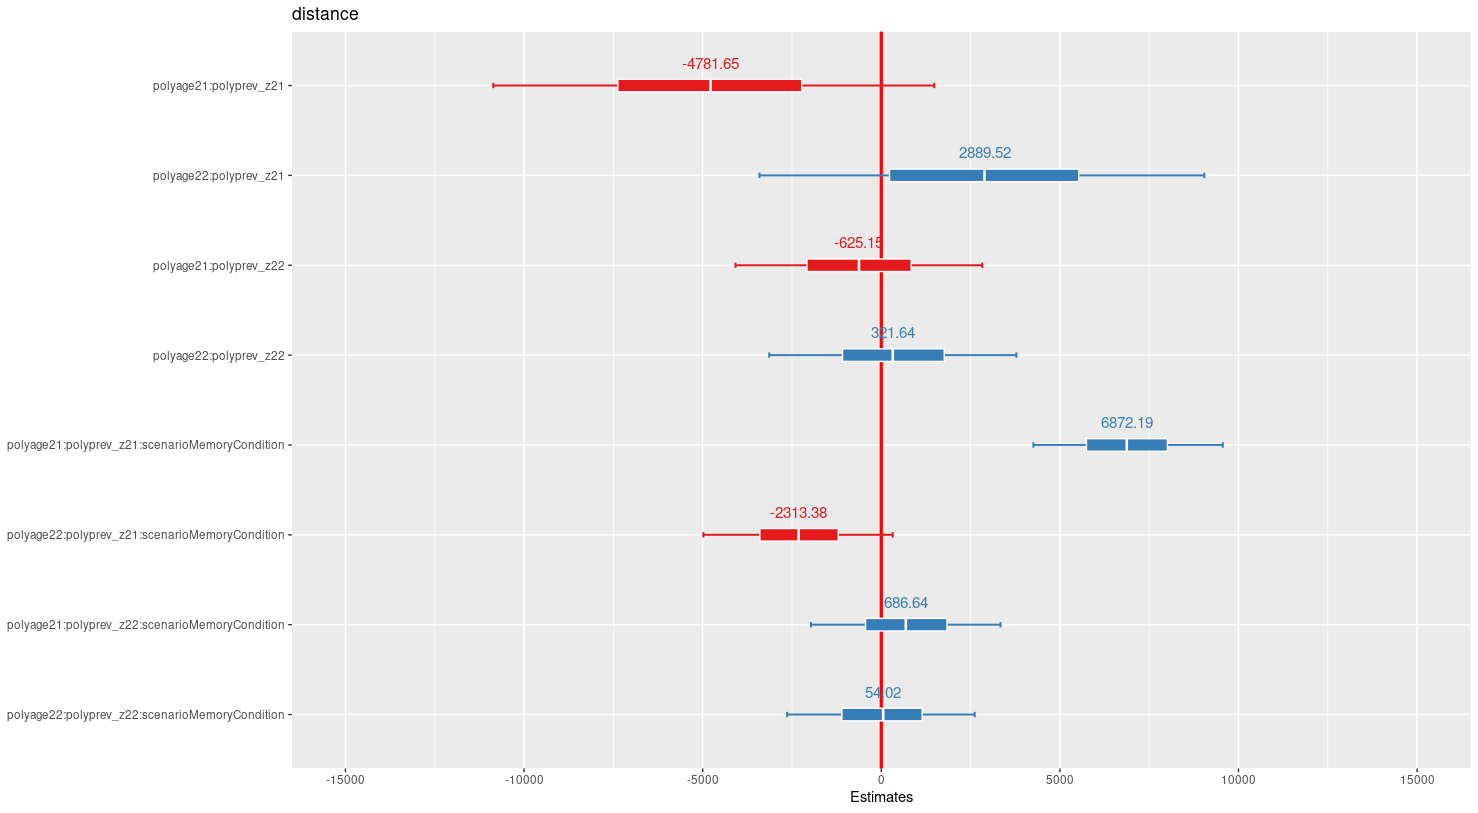 distance
polyage21:polyprev_z21
-4781.65
polyage22:polyprev_z21
2889.52
polyage21:polyprev_z22
-625.15
polyage22:polyprev_z22
321.64
polyage21:polyprev_z21:scenarioMemoryCondition
6872.19
polyage22:polyprev_z21:scenarioMemoryCondition
-2313.38
polyage21:polyprev_z22:scenarioMemoryCondition
686.64
polyage22:polyprev_z22:scenarioMemoryCondition
54.02
-15000 -10000 -5000 0 5000 10000 15000
Estimates